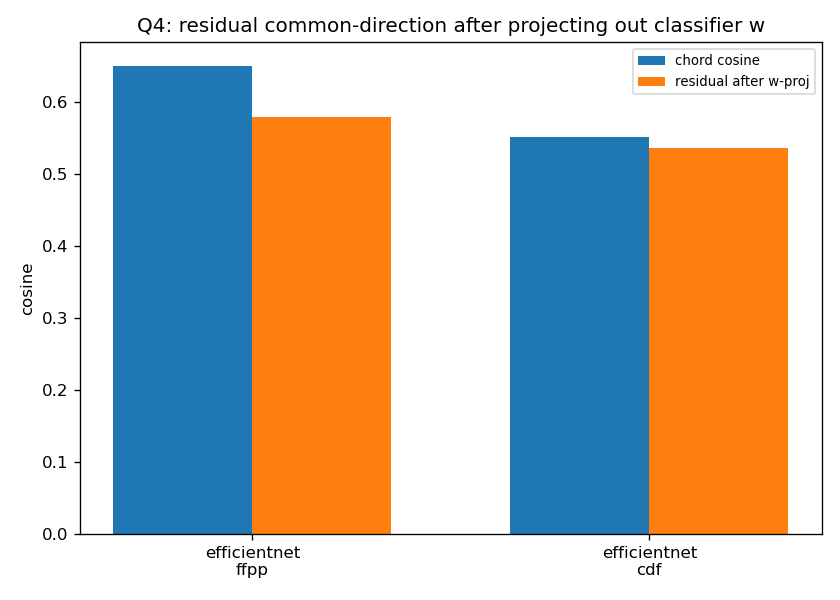 Q4: residual common-direction after projecting out classifier w
chord cosine
residual after w-proj
cosine
0.6
0.5
0.4
0.3
0.2
0.1
0.0
efficientnet
ffpp
efficientnet
cdf